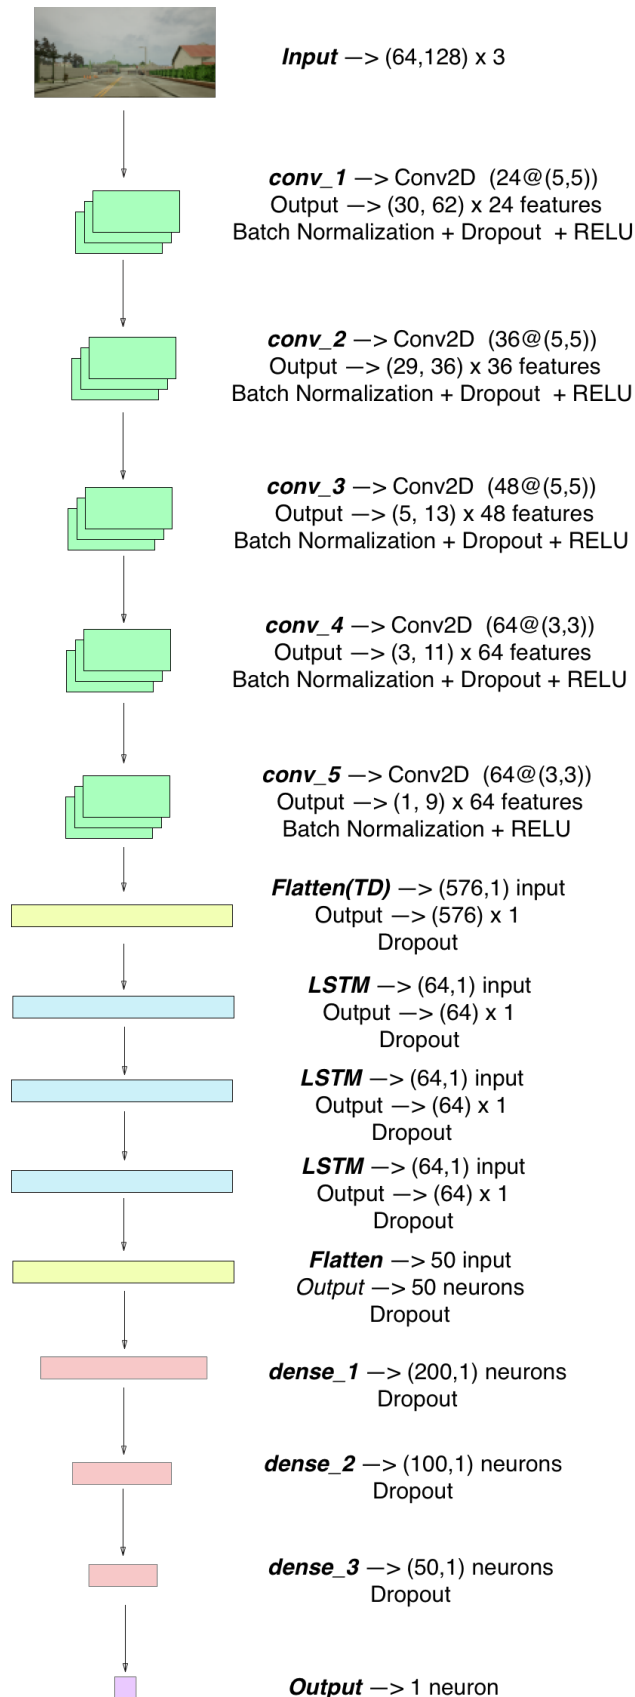 Input —> (64,128) x 3
conv_1 —> Conv2D (24@(5,5))
Output —> (30, 62) x 24 features
Batch Normalization + Dropout + RELU
conv_2 —> Conv2D (36@(5,5))
Output —> (29, 36) x 36 features
Batch Normalization + Dropout + RELU
conv_3 —> Conv2D (48@(5,5))
Output —> (5, 13) x 48 features
Batch Normalization + Dropout + RELU
conv_4 —> Conv2D (64@(3,3))
Output —> (3, 11) x 64 features
Batch Normalization + Dropout + RELU
conv_5 —> Conv2D (64@(3,3))
Output —> (1, 9) x 64 features
Batch Normalization + RELU
Flatten(TD) —> (576,1) input
Output —> (576) x 1
Dropout
LSTM —> (64,1) input
Output —> (64) x 1
Dropout
LSTM —> (64,1) input
Output —> (64) x 1
Dropout
LSTM —> (64,1) input
Output —> (64) x 1
Dropout
Flatten —> 50 input
Output —> 50 neurons
Dropout
dense_1 —> (200,1) neurons
Dropout
dense_2 —> (100,1) neurons
Dropout
dense_3 —> (50,1) neurons
Dropout
Output —> 1 neuron